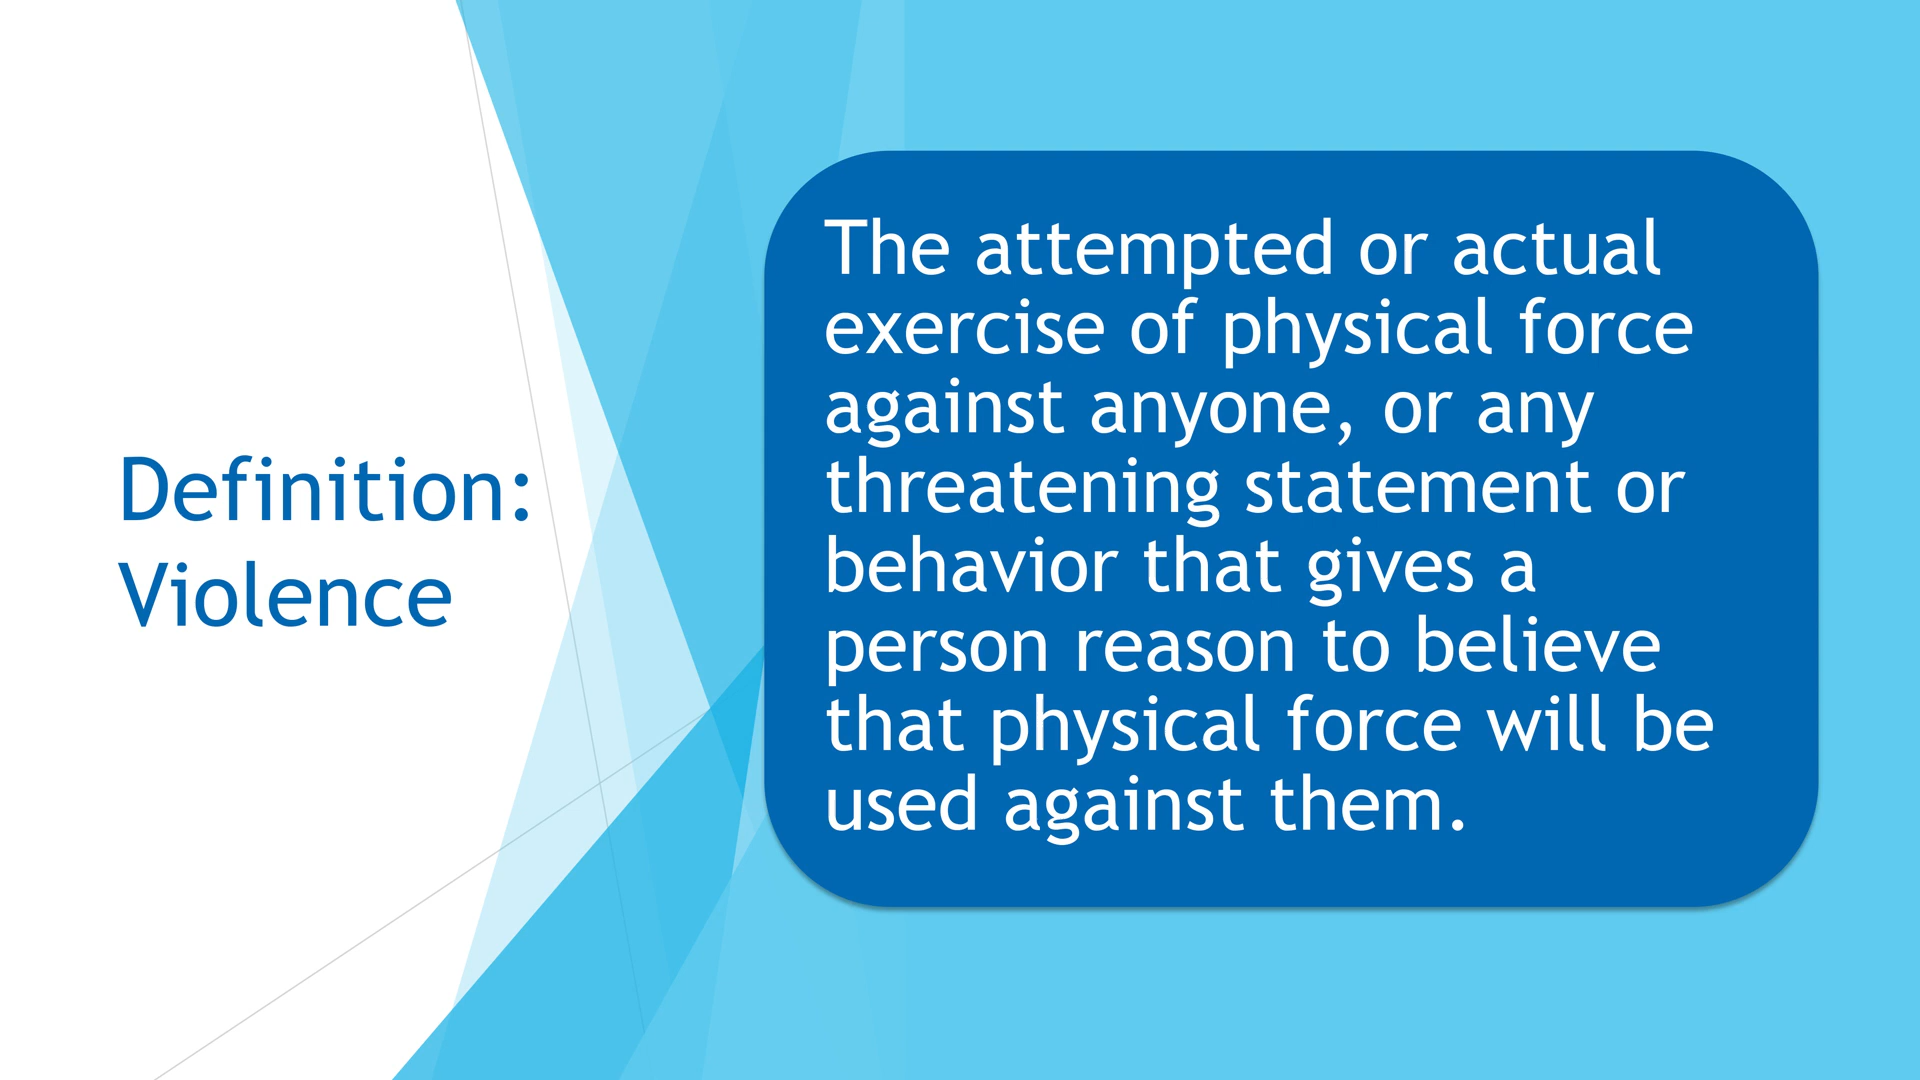 Definition:
Violence
The attempted or actual
exercise of physical force
against anyone, or any
threatening statement or
behavior that gives a
person reason to believe
that physical force will be
used against them.